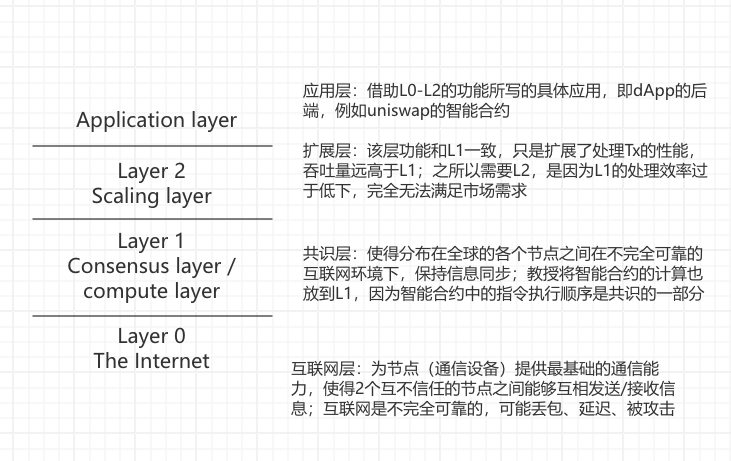 Application layer
应用层：借助L0-L2的功能所写的具体应用，即dApp的后
端，例如uniswap的智能合约
Layer 2
Scaling layer
扩展层：该层功能和L1一致，只是扩展了处理Tx的性能，
吞吐量远高于L1；之所以需要L2，是因为L1的处理效率过
于低下，完全无法满足市场需求
Layer 1
Consensus layer /
compute layer
共识层：使得分布在全球的各个节点之间在不完全可靠的
互联网环境下，保持信息同步；教授将智能合约的计算也
放到L1，因为智能合约中的指令执行顺序是共识的一部分
Layer 0
The Internet
互联网层：为节点（通信设备）提供最基础的通信能
力，使得2个互不信任的节点之间能够互相发送/接收信
息；互联网是不完全可靠的，可能丢包、延迟、被攻击